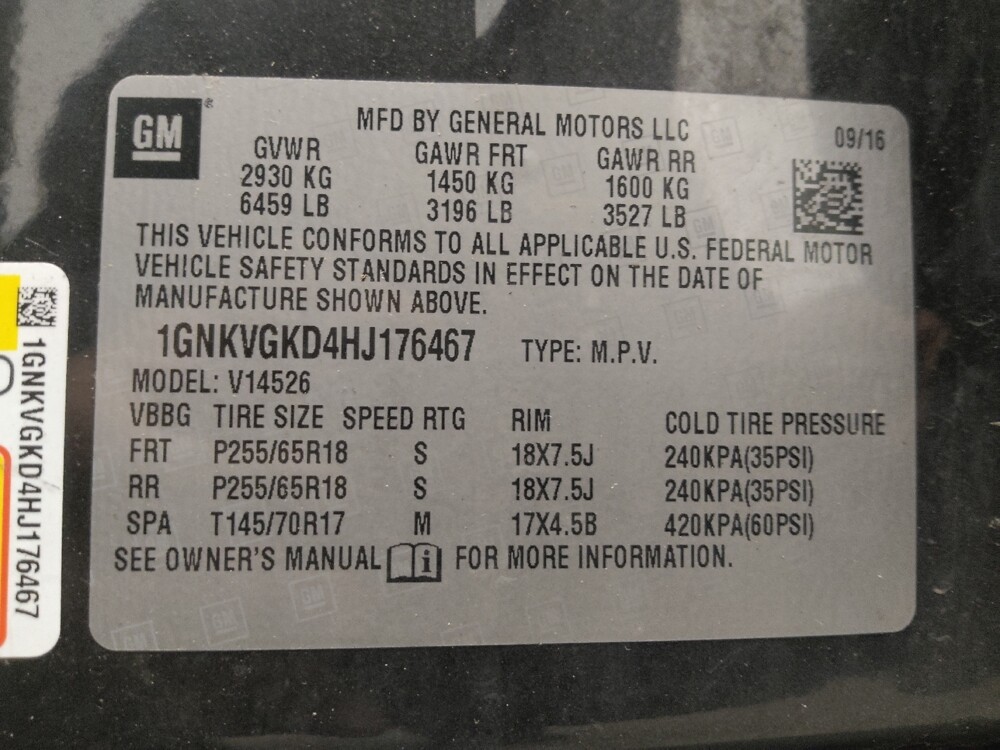 GM
MFD BY GENERAL MOTORS LLC 09/16
GVWR GAWR FRT GAWR RR
2930 KG 1450 KG 1600 KG
6459 LB 3196 LB 3527 LB
THIS VEHICLE CONFORMS TO ALL APPLICABLE U.S. FEDERAL MOTOR
VEHICLE SAFETY STANDARDS IN EFFECT ON THE DATE OF
MANUFACTURE SHOWN ABOVE.
1GNKVGKD4HJ176467 TYPE: M.P.V.
MODEL: V14526
VBBG TIRE SIZE SPEED RTG RIM COLD TIRE PRESSURE
FRT P255/65R18 S 18X7.5J 240KPA(35PSI)
RR P255/65R18 S 18X7.5J 240KPA(35PSI)
SPA T145/70R17 M 17X4.5B 420KPA(60PSI)
SEE OWNER'S MANUAL i FOR MORE INFORMATION.
1GNKVGKD4HJ176467